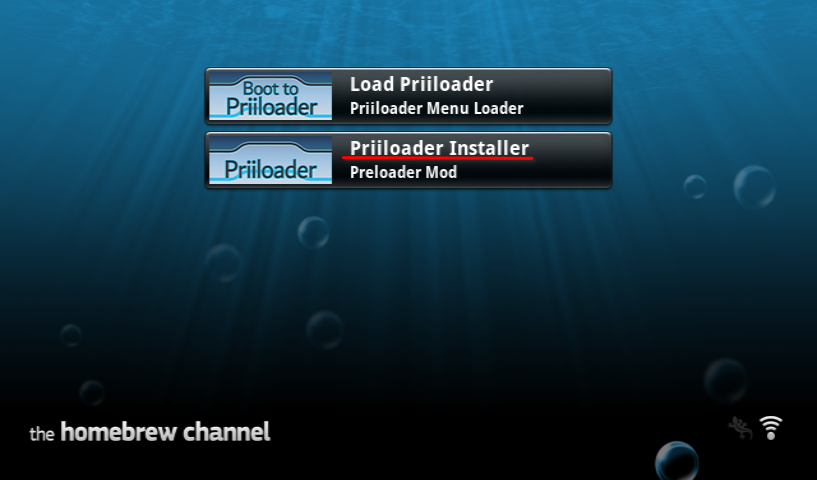 Boot to
Priiloader
Load Priiloader
Priiloader Menu Loader
Priiloader
Priiloader Installer
Preloader Mod
the homebrew channel